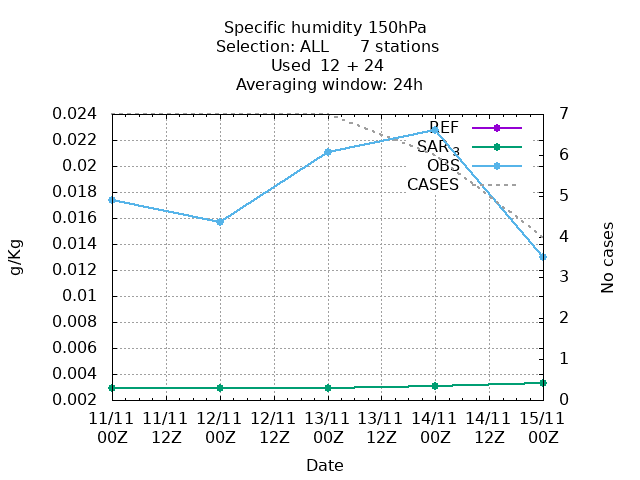 Specific humidity 150hPa
Selection: ALL 7 stations
Used 12 + 24
Averaging window: 24h
0.024
0.022
0.02
0.018
0.016
0.014
0.012
0.01
0.008
0.006
0.004
0.002
g/Kg
REF
SAR 3
OBS
CASES
7
6
5
4
3
2
1
0
No cases
11/11 11/11 12/11 12/11 13/11 13/11 14/11 14/11 15/11
00Z 12Z 00Z 12Z 00Z 12Z 00Z 12Z 00Z
Date